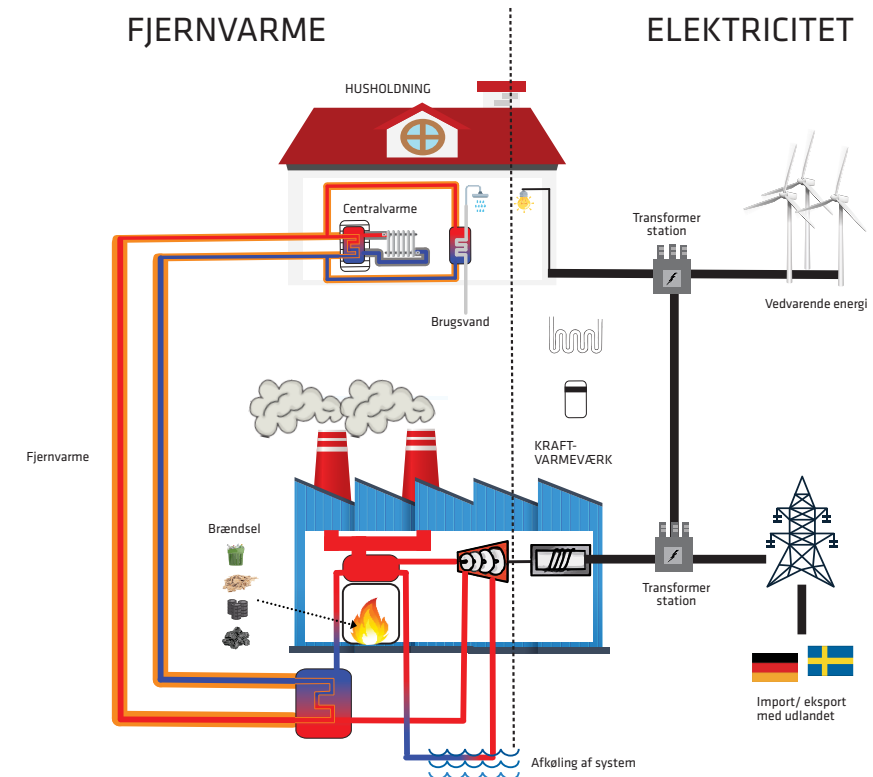 FJERNVARME
ELEKTRICITET
HUSHOLDNING
Centralvarme
Brugsvand
Transformer
station
Vedvarende energi
Fjernvarme
KRAFT-
VARMEVÆRK
Brændsel
Transformer
station
Import/ eksport
med udlandet
Afkøling af system